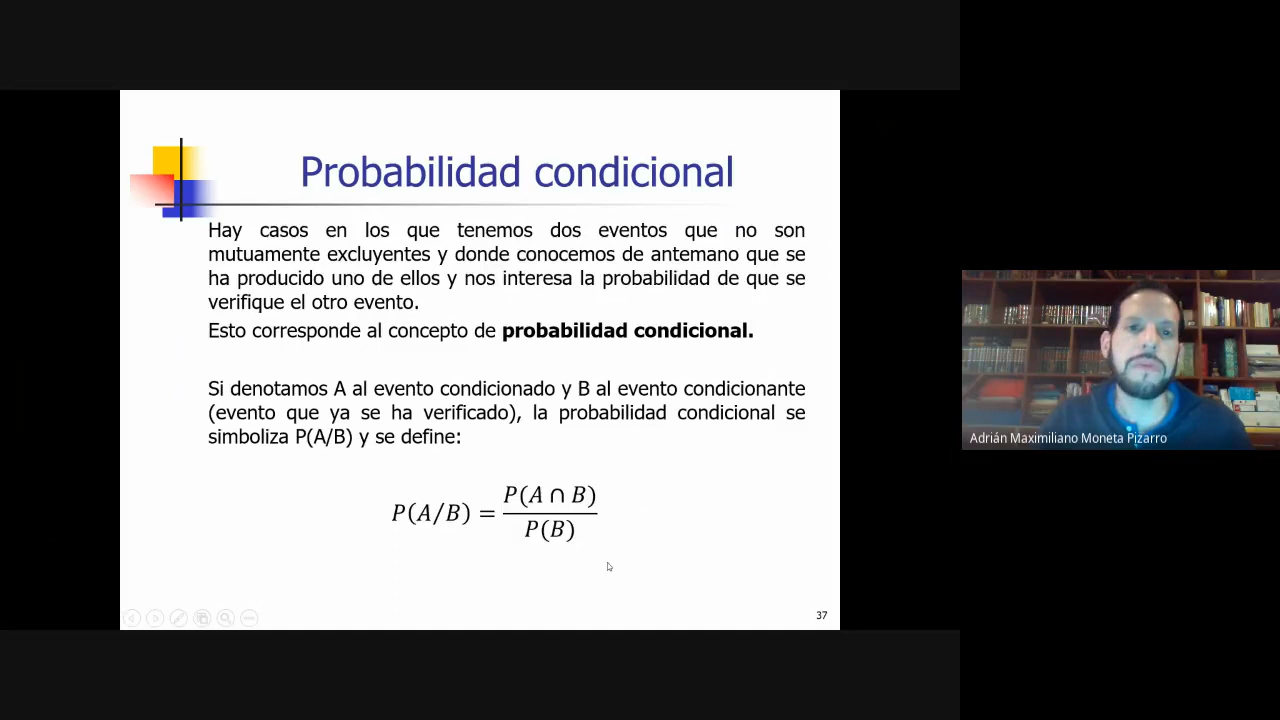 Probabilidad condicional
Hay casos en los que tenemos dos eventos que no son
mutuamente excluyentes y donde conocemos de antemano que se
ha producido uno de ellos y nos interesa la probabilidad de que se
verifique el otro evento.
Esto corresponde al concepto de probabilidad condicional.
Si denotamos A al evento condicionado y B al evento condicionante
(evento que ya se ha verificado), la probabilidad condicional se
simboliza P(A/B) y se define:
P(A/B) = P(A ∩ B)
P(B)
37
Adrián Maximiliano Moneta Pizarro